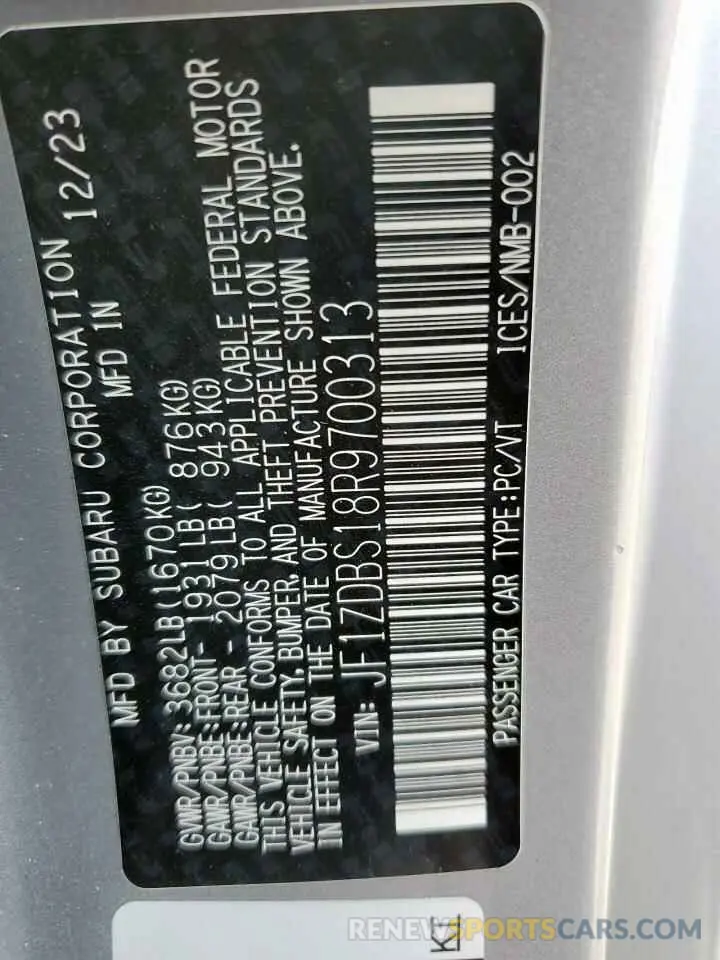 MFD BY SUBARU CORPORATION
MFD IN 12/23
GVWR/PNBV: 3682LB(1670KG)
GAWR/PNBE:FRONT- 1931LB( 876KG)
GAWR/PNBE:REAR - 2079LB( 943KG)
THIS VEHICLE CONFORMS TO ALL APPLICABLE FEDERAL MOTOR
VEHICLE SAFETY, BUMPER, AND THEFT PREVENTION STANDARDS
IN EFFECT ON THE DATE OF MANUFACTURE SHOWN ABOVE.
VIN: JF1ZDBS18R9700313
PASSENGER CAR TYPE:PC/VT ICES/NMB-002
RENEWSPORTSCARS.COM